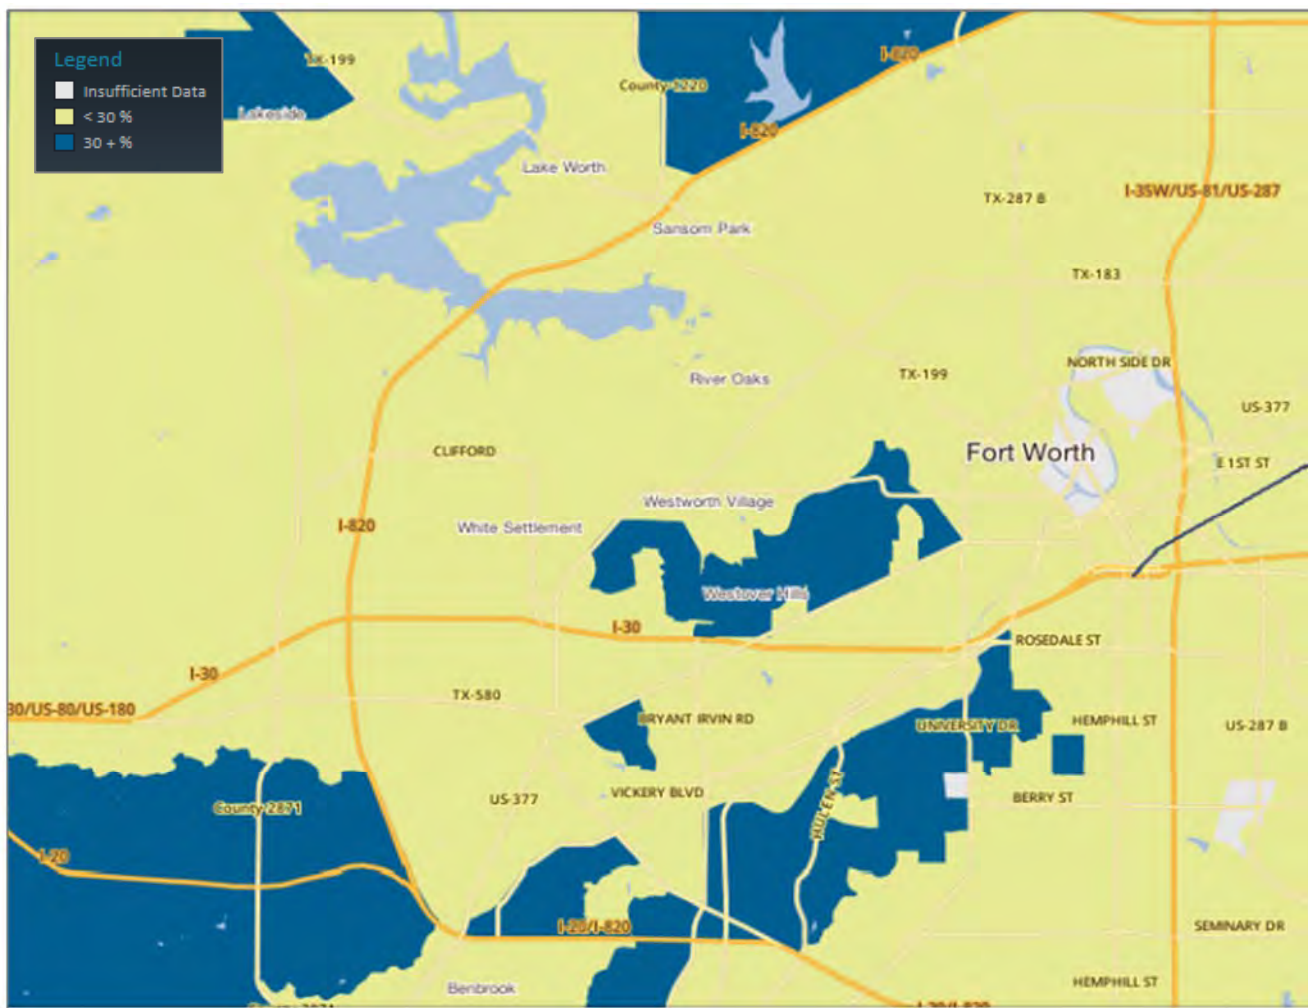 Legend
Insufficient Data
< 30 %
30 + %
TX-199
Lakeside
County-1220
I-820
I-820
Lake Worth
TX-287 B
I-35W/US-81/US-287
Sansom Park
TX-183
NORTH SIDE DR
River Oaks
TX-199
US-377
CLIFFORD
Fort Worth
E 1ST ST
Westworth Village
I-820
White Settlement
Westover Hills
I-30
ROSEDALE ST
I-30
TX-580
30/US-80/US-180
BRYANT IRVIN RD
UNIVERSITY DR
HEMPHILL ST
US-287 B
VICKERY BLVD
US-377
County-2871
HULEN ST
BERRY ST
I-20
I-20/I-820
SEMINARY DR
Benbrook
HEMPHILL ST
I-20/I-820